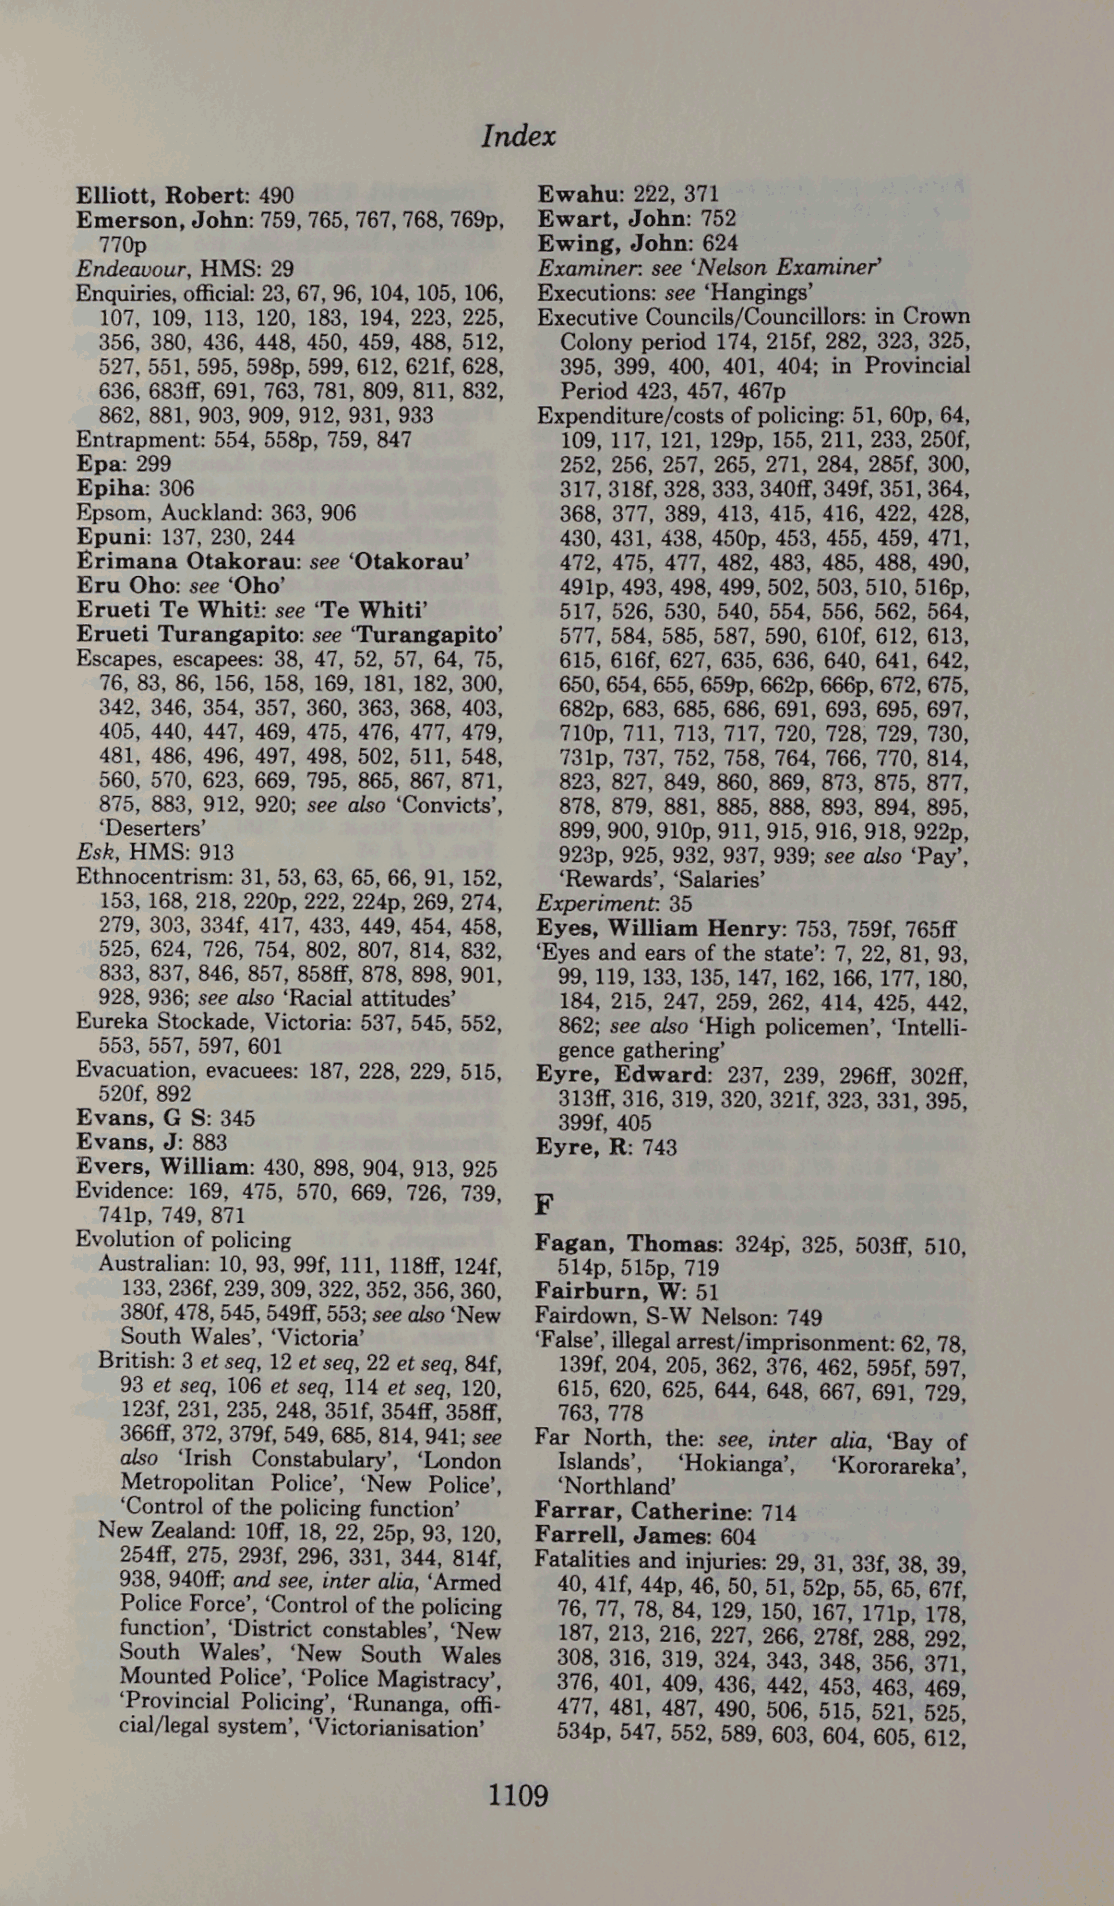 Index
Elliott, Robert: 490
Emerson, John: 759, 765, 767, 768, 769p,
770p
Endeavour, HMS: 29
Enquiries, official: 23, 67, 96, 104, 105, 106,
107, 109, 113, 120, 183, 194, 223, 225,
356, 380, 436, 448, 450, 459, 488, 512,
527, 551, 595, 598p, 599, 612, 621f, 628,
636, 683ff, 691, 763, 781, 809, 811, 832,
862, 881, 903, 909, 912, 931, 933
Entrapment: 554, 558p, 759, 847
Epa: 299
Epiha: 306
Epsom, Auckland: 363, 906
Epuni: 137, 230, 244
Erimana Otakorau: see ‘Otakorau’
Eru Oho: see ‘Oho’
Erueti Te Whiti: see ‘Te Whiti’
Erueti Turangapito: see ‘Turangapito’
Escapes, escapees: 38, 47, 52, 57, 64, 75,
76, 83, 86, 156, 158, 169, 181, 182, 300,
342, 346, 354, 357, 360, 363, 368, 403,
405, 440, 447, 469, 475, 476, 477, 479,
481, 486, 496, 497, 498, 502, 511, 548,
560, 570, 623, 669, 795, 865, 867, 871,
875, 883, 912, 920; see also ‘Convicts’,
‘Deserters’
Esk, HMS: 913
Ethnocentrism: 31, 53, 63, 65, 66, 91, 152,
153, 168, 218, 220p, 222, 224p, 269, 274,
279, 303, 334f, 417, 433, 449, 454, 458,
525, 624, 726, 754, 802, 807, 814, 832,
833, 837, 846, 857, 858ff, 878, 898, 901,
928, 936; see also ‘Racial attitudes’
Eureka Stockade, Victoria: 537, 545, 552,
553, 557, 597, 601
Evacuation, evacuees: 187, 228, 229, 515,
520f, 892
Evans, G S: 345
Evans, J: 883
Evers, William: 430, 898, 904, 913, 925
Evidence: 169, 475, 570, 669, 726, 739,
741p, 749, 871
Evolution of policing
Australian: 10, 93, 99f, 111, 118ff, 124f,
133, 236f, 239, 309, 322, 352, 356, 360,
380f, 478, 545, 549ff, 553; see also ‘New
South Wales’, ‘Victoria’
British: 3 et seq, 12 et seq, 22 et seq, 84f,
93 et seq, 106 et seq, 114 et seq, 120,
123f, 231, 235, 248, 351f, 354ff, 358ff,
366ff, 372, 379f, 549, 685, 814, 941; see
also ‘Irish Constabulary’, ‘London
Metropolitan Police’, ‘New Police’,
‘Control of the policing function’
New Zealand: 10ff, 18, 22, 25p, 93, 120,
254ff, 275, 293f, 296, 331, 344, 814f,
938, 940ff; and see, inter alia, ‘Armed
Police Force’, ‘Control of the policing
function’, ‘District constables’, ‘New
South Wales’, ‘New South Wales
Mounted Police’, ‘Police Magistracy’,
‘Provincial Policing’, ‘Runanga, offi-
cial/legal system’, ‘Victorianisation’
Ewahu: 222, 371
Ewart, John: 752
Ewing, John: 624
Examiner: see ‘Nelson Examiner’
Executions: see ‘Hangings’
Executive Councils/Councillors: in Crown
Colony period 174, 215f, 282, 323, 325,
395, 399, 400, 401, 404; in Provincial
Period 423, 457, 467p
Expenditure/costs of policing: 51, 60p, 64,
109, 117, 121, 129p, 155, 211, 233, 250f,
252, 256, 257, 265, 271, 284, 285f, 300,
317, 318f, 328, 333, 340ff, 349f, 351, 364,
368, 377, 389, 413, 415, 416, 422, 428,
430, 431, 438, 450p, 453, 455, 459, 471,
472, 475, 477, 482, 483, 485, 488, 490,
491p, 493, 498, 499, 502, 503, 510, 516p,
517, 526, 530, 540, 554, 556, 562, 564,
577, 584, 585, 587, 590, 610f, 612, 613,
615, 616f, 627, 635, 636, 640, 641, 642,
650, 654, 655, 659p, 662p, 666p, 672, 675,
682p, 683, 685, 686, 691, 693, 695, 697,
710p, 711, 713, 717, 720, 728, 729, 730,
731p, 737, 752, 758, 764, 766, 770, 814,
823, 827, 849, 860, 869, 873, 875, 877,
878, 879, 881, 885, 888, 893, 894, 895,
899, 900, 910p, 911, 915, 916, 918, 922p,
923p, 925, 932, 937, 939; see also ‘Pay’,
‘Rewards’, ‘Salaries’
Experiment: 35
Eyes, William Henry: 753, 759f, 765ff
‘Eyes and ears of the state’: 7, 22, 81, 93,
99, 119, 133, 135, 147, 162, 166, 177, 180,
184, 215, 247, 259, 262, 414, 425, 442,
862; see also ‘High policemen’, ‘Intelli-
gence gathering’
Eyre, Edward: 237, 239, 296ff, 302ff,
313ff, 316, 319, 320, 321f, 323, 331, 395,
399f, 405
Eyre, R: 743
F
Fagan, Thomas: 324p, 325, 503ff, 510,
514p, 515p, 719
Fairburn, W: 51
Fairdown, S-W Nelson: 749
‘False’, illegal arrest/imprisonment: 62, 78,
139f, 204, 205, 362, 376, 462, 595f, 597,
615, 620, 625, 644, 648, 667, 691, 729,
763, 778
Far North, the: see, inter alia, ‘Bay of
Islands’, ‘Hokianga’, ‘Kororareka’,
‘Northland’
Farrar, Catherine: 714
Farrell, James: 604
Fatalities and injuries: 29, 31, 33f, 38, 39,
40, 41f, 44p, 46, 50, 51, 52p, 55, 65, 67f,
76, 77, 78, 84, 129, 150, 167, 171p, 178,
187, 213, 216, 227, 266, 278f, 288, 292,
308, 316, 319, 324, 343, 348, 356, 371,
376, 401, 409, 436, 442, 453, 463, 469,
477, 481, 487, 490, 506, 515, 521, 525,
534p, 547, 552, 589, 603, 604, 605, 612,
1109